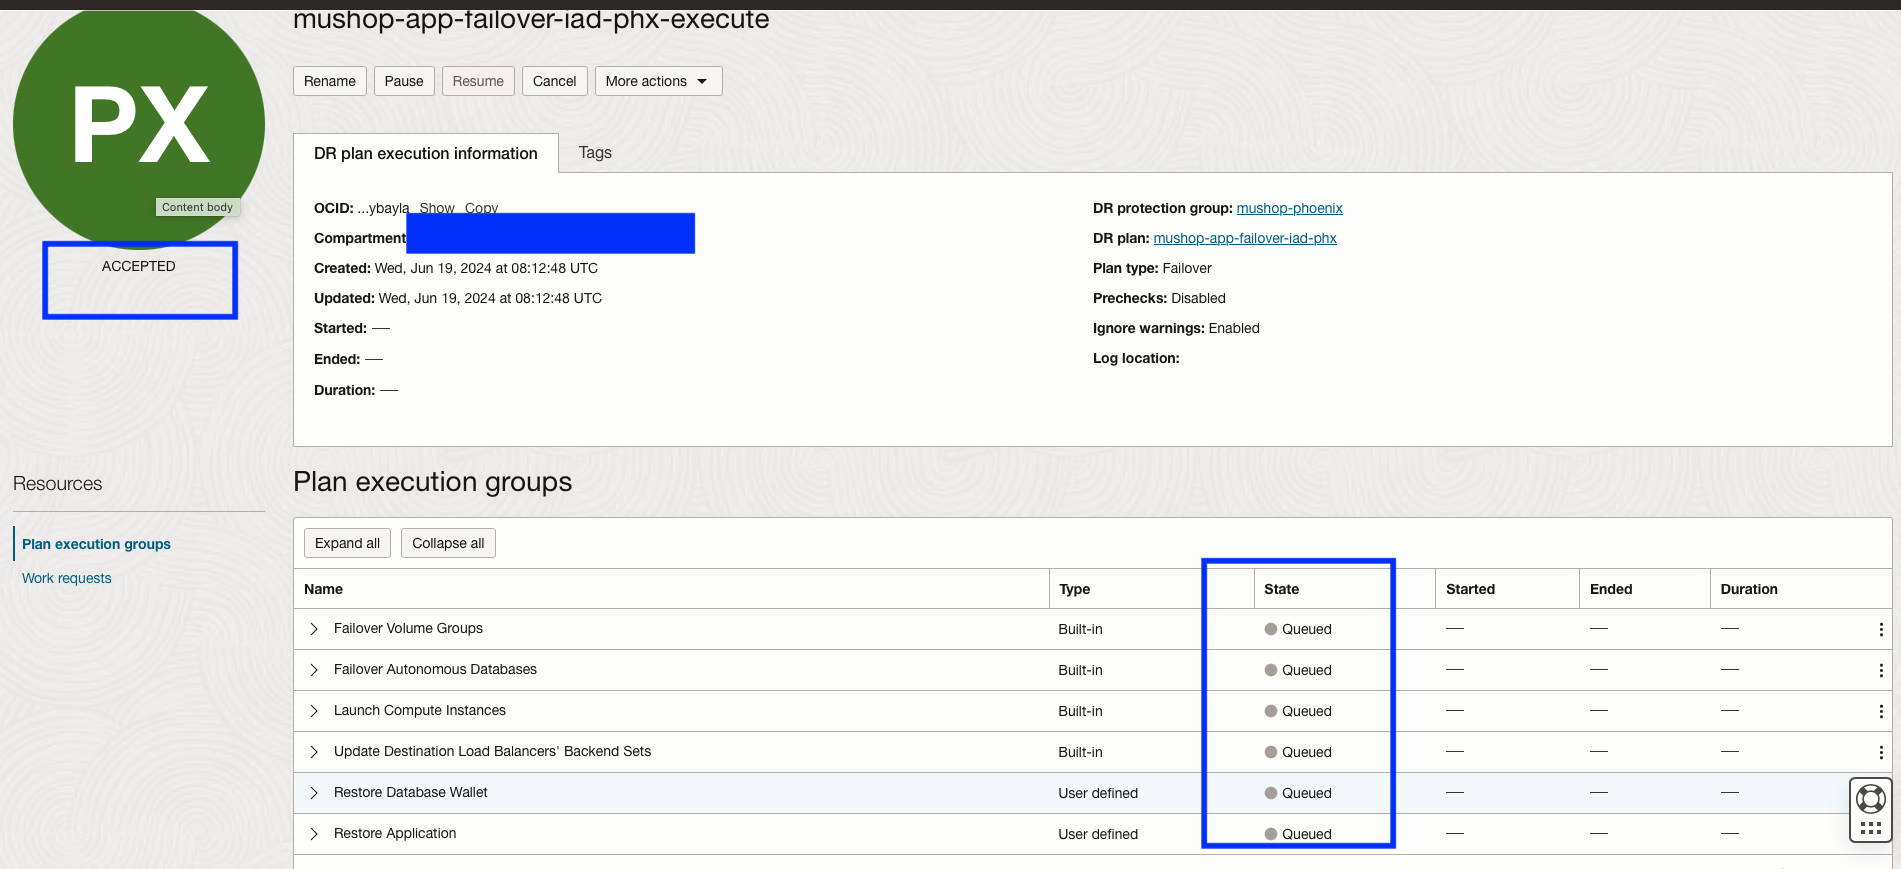 mushop-app-failover-iad-phx-execute
PX
Content body
ACCEPTED
Rename Pause Resume Cancel More actions
DR plan execution information Tags
OCID: ...ybayla Show Copy
Compartment
Created: Wed, Jun 19, 2024 at 08:12:48 UTC
Updated: Wed, Jun 19, 2024 at 08:12:48 UTC
Started: —
Ended: —
Duration: —
DR protection group: mushop-phoenix
DR plan: mushop-app-failover-iad-phx
Plan type: Failover
Prechecks: Disabled
Ignore warnings: Enabled
Log location:
Resources
Plan execution groups
Work requests
Plan execution groups
Expand all Collapse all
Name Type State Started Ended Duration
Failover Volume Groups Built-in Queued — — —
Failover Autonomous Databases Built-in Queued — — —
Launch Compute Instances Built-in Queued — — —
Update Destination Load Balancers' Backend Sets Built-in Queued — — —
Restore Database Wallet User defined Queued — — —
Restore Application User defined Queued — — —